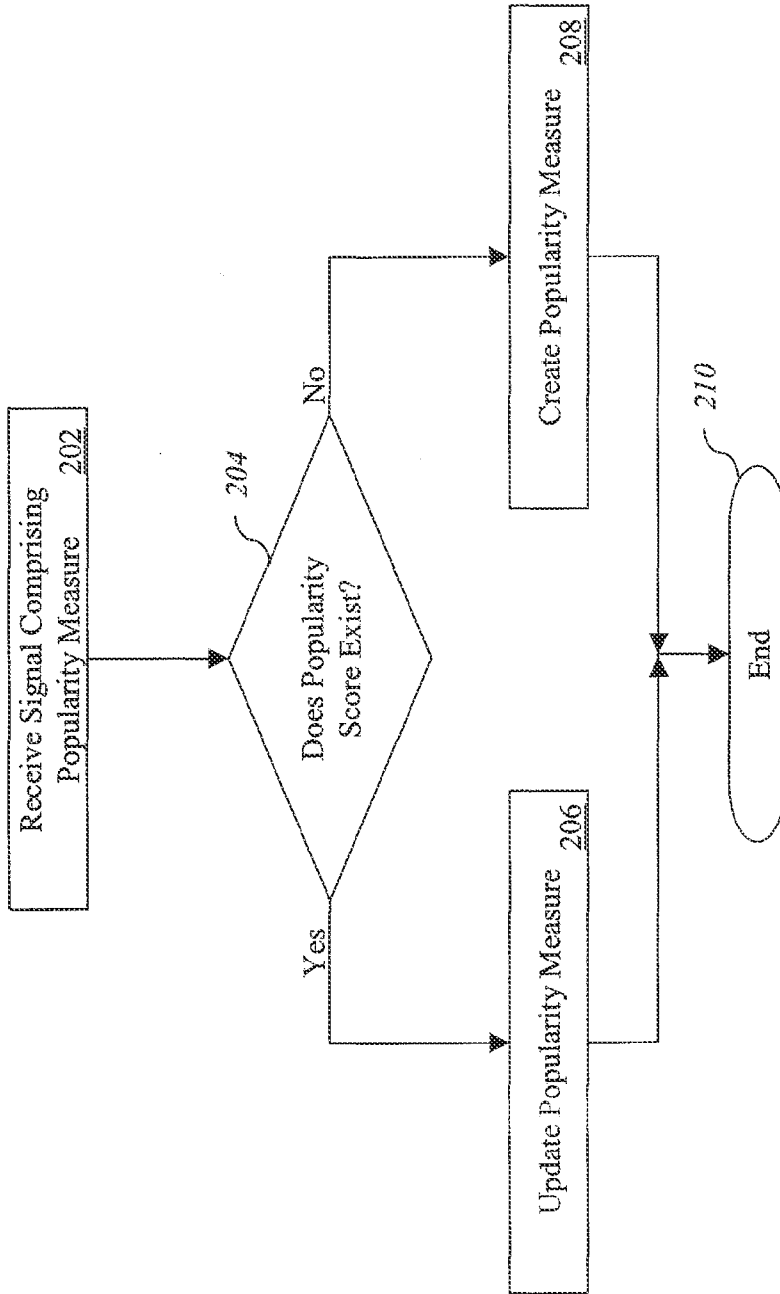 Receive Signal Comprising
Popularity Measure 202
204
Does Popularity
Score Exist?
Yes
No
Update Popularity Measure
206
Create Popularity Measure
208
210
End